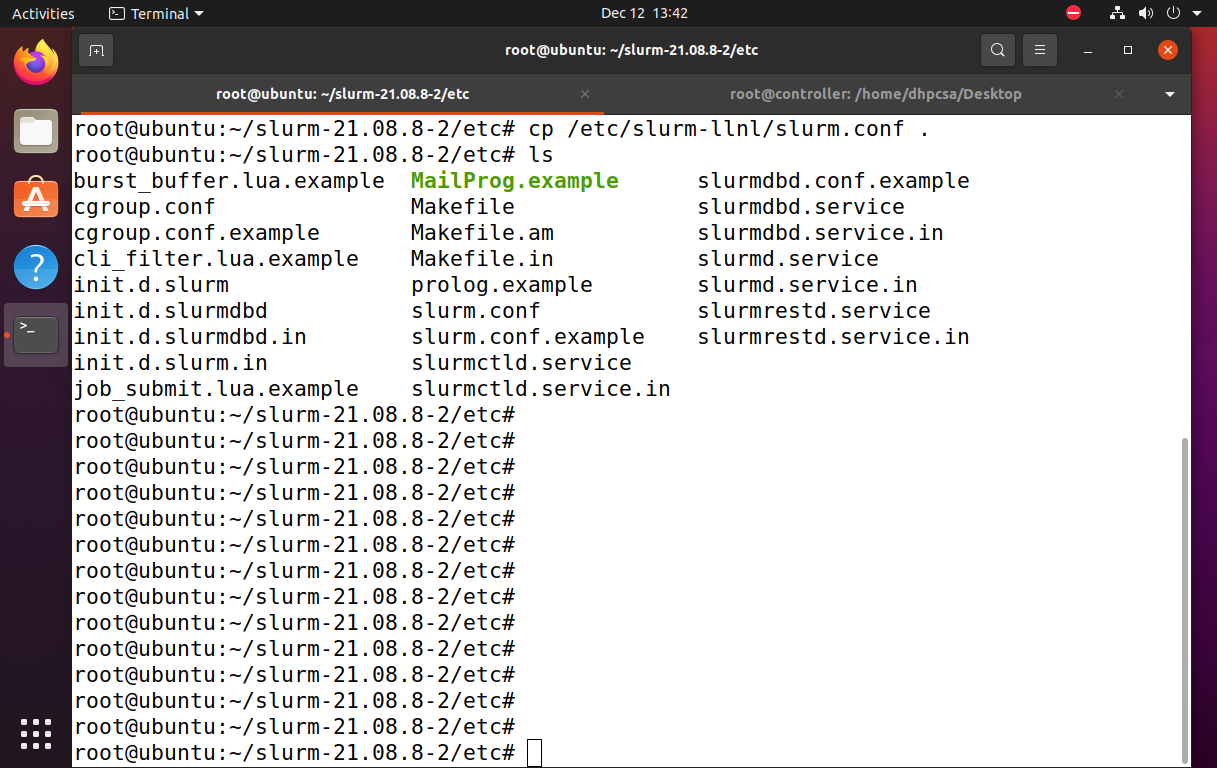 Activities Terminal Dec 12 13:42
root@ubuntu: ~/slurm-21.08.8-2/etc
root@ubuntu: ~/slurm-21.08.8-2/etc root@controller: /home/dhpcsa/Desktop
root@ubuntu:~/slurm-21.08.8-2/etc# cp /etc/slurm-llnl/slurm.conf .
root@ubuntu:~/slurm-21.08.8-2/etc# ls
burst_buffer.lua.example MailProg.example slurmdbd.conf.example
cgroup.conf Makefile slurmdbd.service
cgroup.conf.example Makefile.am slurmdbd.service.in
cli_filter.lua.example Makefile.in slurmd.service
init.d.slurm prolog.example slurmd.service.in
init.d.slurmdbd slurm.conf slurmrestd.service
init.d.slurmdbd.in slurm.conf.example slurmrestd.service.in
init.d.slurm.in slurmctld.service
job_submit.lua.example slurmctld.service.in
root@ubuntu:~/slurm-21.08.8-2/etc#
root@ubuntu:~/slurm-21.08.8-2/etc#
root@ubuntu:~/slurm-21.08.8-2/etc#
root@ubuntu:~/slurm-21.08.8-2/etc#
root@ubuntu:~/slurm-21.08.8-2/etc#
root@ubuntu:~/slurm-21.08.8-2/etc#
root@ubuntu:~/slurm-21.08.8-2/etc#
root@ubuntu:~/slurm-21.08.8-2/etc#
root@ubuntu:~/slurm-21.08.8-2/etc#
root@ubuntu:~/slurm-21.08.8-2/etc#
root@ubuntu:~/slurm-21.08.8-2/etc#
root@ubuntu:~/slurm-21.08.8-2/etc#
root@ubuntu:~/slurm-21.08.8-2/etc#
root@ubuntu:~/slurm-21.08.8-2/etc#